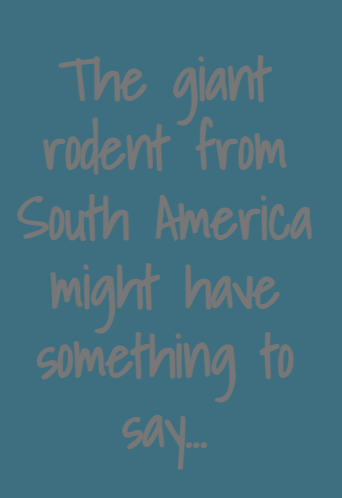 The giant
rodent from
South America
might have
something to
say...